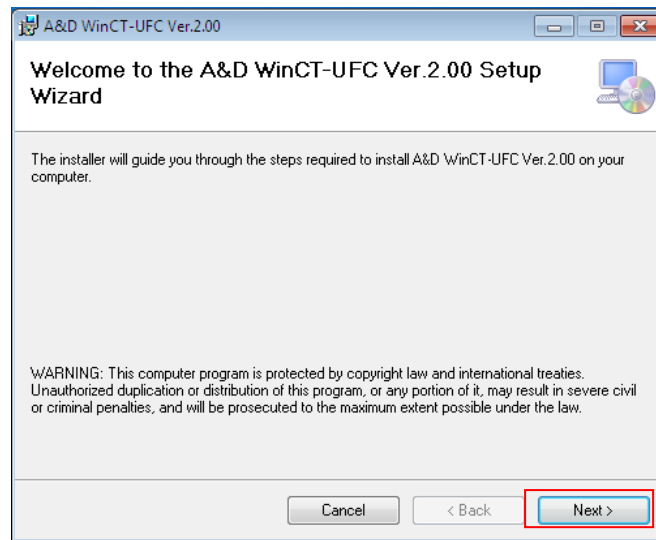 A&D WinCT-UFC Ver.2.00
Welcome to the A&D WinCT-UFC Ver.2.00 Setup
Wizard
The installer will guide you through the steps required to install A&D WinCT-UFC Ver.2.00 on your
computer.
WARNING: This computer program is protected by copyright law and international treaties.
Unauthorized duplication or distribution of this program, or any portion of it, may result in severe civil
or criminal penalties, and will be prosecuted to the maximum extent possible under the law.
Cancel < Back Next >